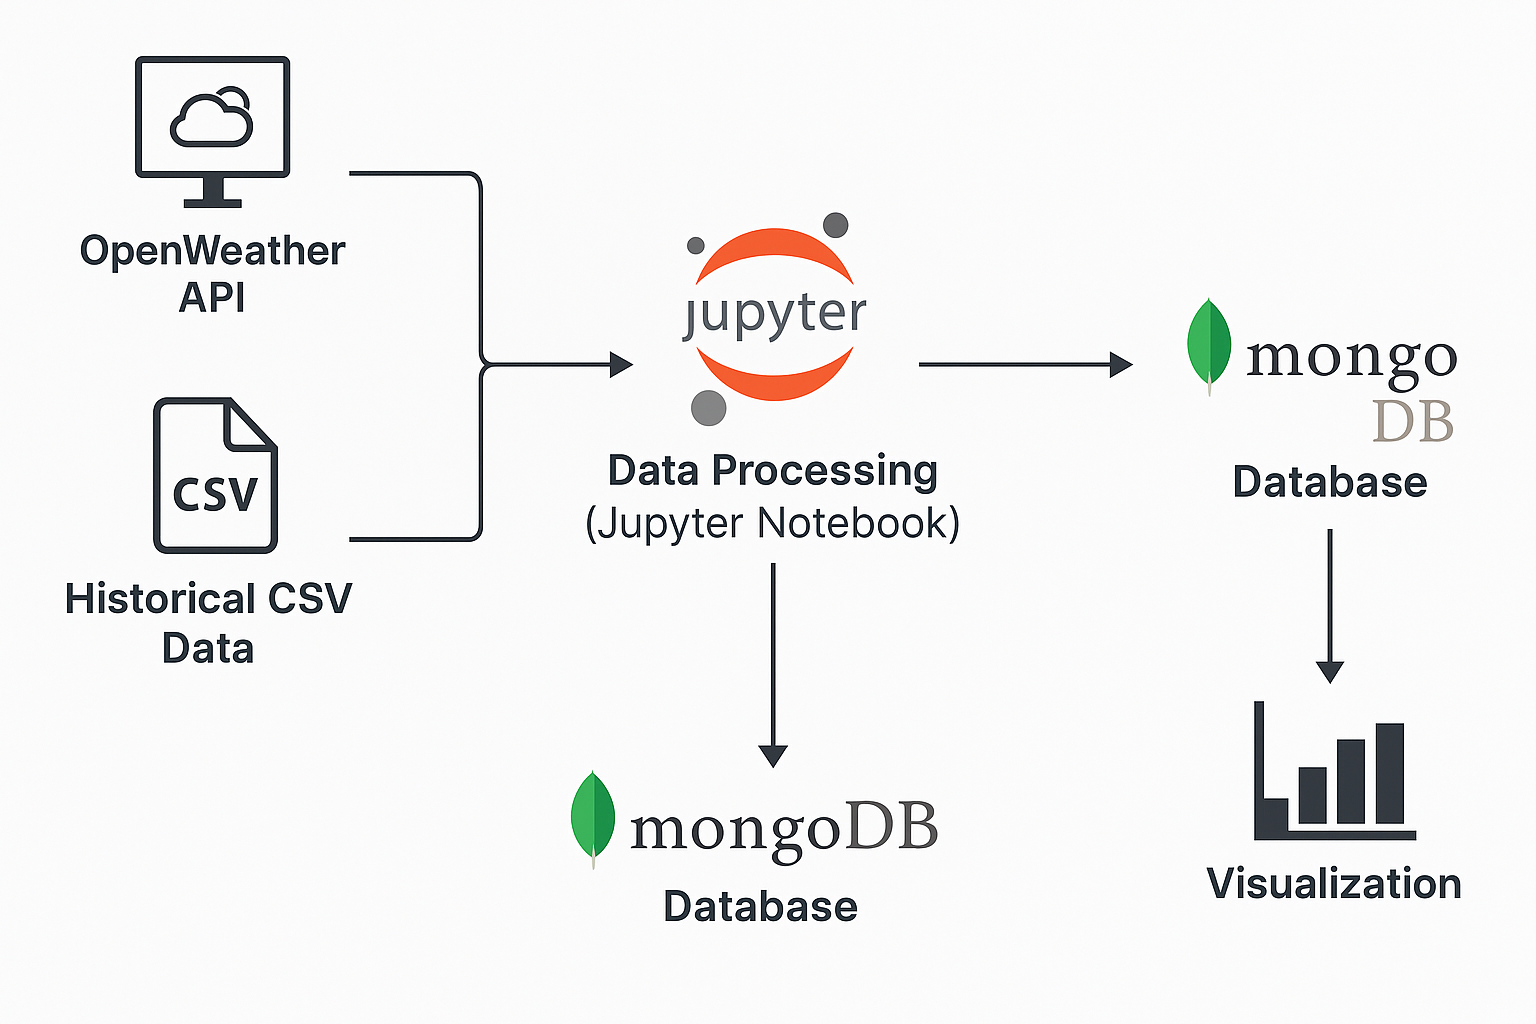 OpenWeather
API
CSV
Historical CSV
Data
jupyter
Data Processing
(Jupyter Notebook)
mongo
DB
Database
mongoDB
Database
Visualization